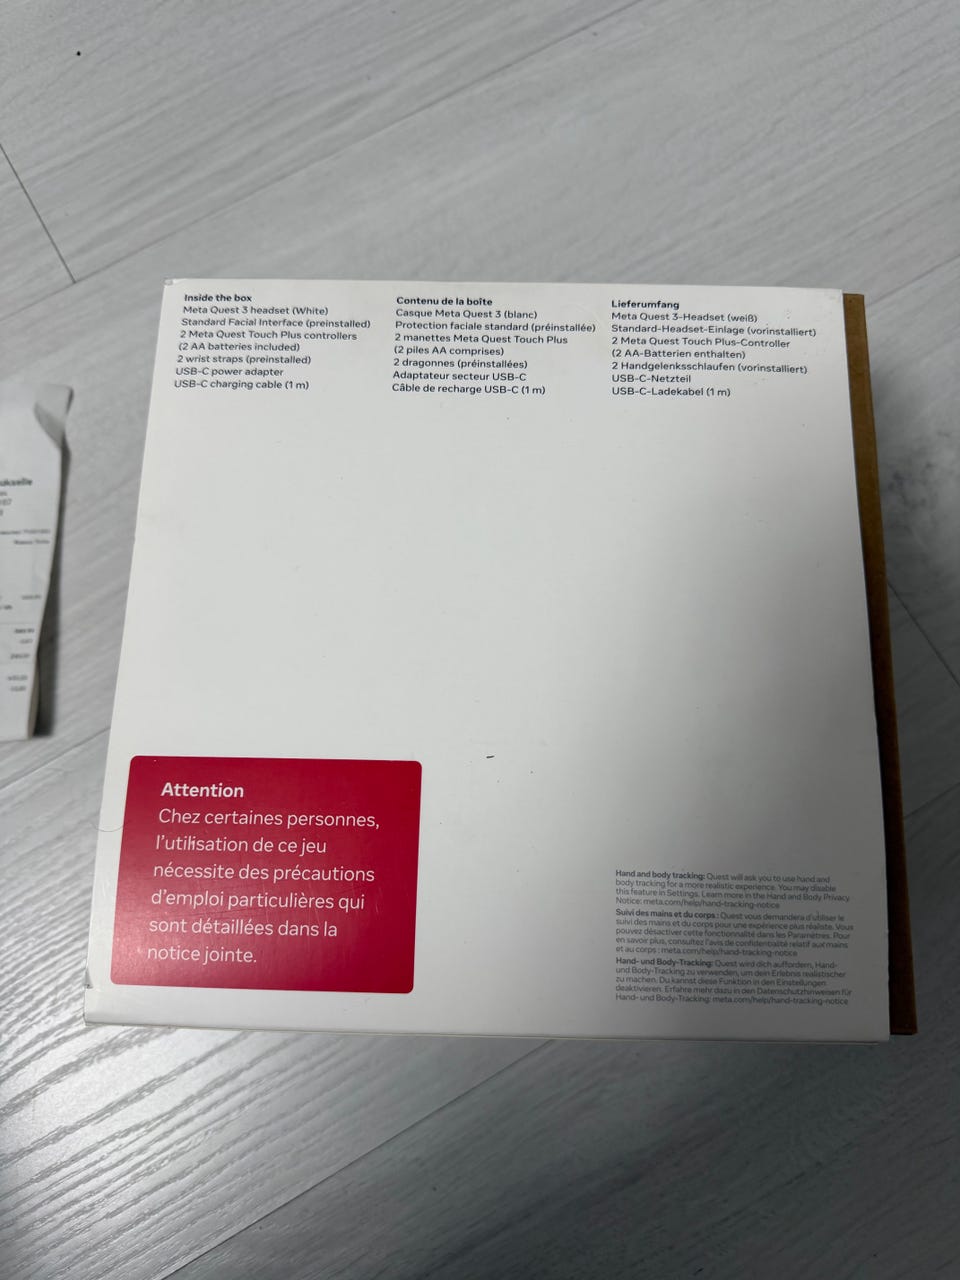 Inside the box
Meta Quest 3 headset (White)
Standard Facial Interface (preinstalled)
2 Meta Quest Touch Plus controllers
(2 AA batteries included)
2 wrist straps (preinstalled)
USB-C power adapter
USB-C charging cable (1 m)
Contenu de la boîte
Casque Meta Quest 3 (blanc)
Protection faciale standard (préinstallée)
2 manettes Meta Quest Touch Plus
(2 piles AA comprises)
2 dragonnes (préinstallées)
Adaptateur secteur USB-C
Câble de recharge USB-C (1 m)
Lieferumfang
Meta Quest 3-Headset (weiß)
Standard-Headset-Einlage (vorinstalliert)
2 Meta Quest Touch Plus-Controller
(2 AA-Batterien enthalten)
2 Handgelenksschlaufen (vorinstalliert)
USB-C-Netzteil
USB-C-Ladekabel (1 m)
Attention
Chez certaines personnes,
l'utilisation de ce jeu
nécessite des précautions
d'emploi particulières qui
sont détaillées dans la
notice jointe.
Hand and body tracking: Quest will ask you to use hand and
body tracking for a more realistic experience. You may disable
this feature in Settings. Learn more in the Hand and Body Privacy
Notice: meta.com/help/hand-tracking-notice
Suivi des mains et du corps : Quest vous demandera d'utiliser le
suivi des mains et du corps pour une expérience plus réaliste. Vous
pouvez désactiver cette fonctionnalité dans les Paramètres. Pour
en savoir plus, consultez l'avis de confidentialité relatif aux mains
et au corps : meta.com/help/hand-tracking-notice
Hand- und Body-Tracking: Quest wird dich auffordern, Hand-
und Body-Tracking zu verwenden, um dein Erlebnis realistischer
zu machen. Du kannst diese Funktion in den Einstellungen
deaktivieren. Erfahre mehr dazu in den Datenschutzhinweisen für
Hand- und Body-Tracking: meta.com/help/hand-tracking-notice